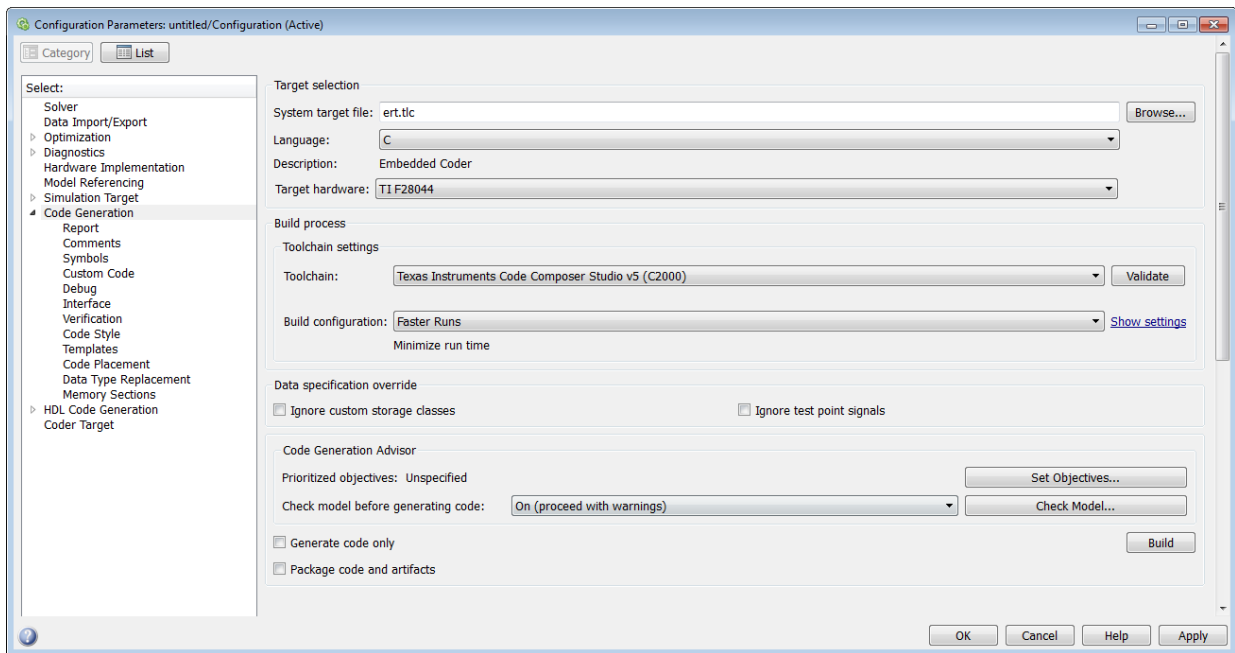 Configuration Parameters: untitled/Configuration (Active)
Category List
Select:
Solver
Data Import/Export
Optimization
Diagnostics
Hardware Implementation
Model Referencing
Simulation Target
Code Generation
Report
Comments
Symbols
Custom Code
Debug
Interface
Verification
Code Style
Templates
Code Placement
Data Type Replacement
Memory Sections
HDL Code Generation
Coder Target
Target selection
System target file: ert.tlc Browse...
Language: C
Description: Embedded Coder
Target hardware: TI F28044
Build process
Toolchain settings
Toolchain: Texas Instruments Code Composer Studio v5 (C2000) Validate
Build configuration: Faster Runs Show settings
Minimize run time
Data specification override
Ignore custom storage classes Ignore test point signals
Code Generation Advisor
Prioritized objectives: Unspecified Set Objectives...
Check model before generating code: On (proceed with warnings) Check Model...
Generate code only Build
Package code and artifacts
OK Cancel Help Apply